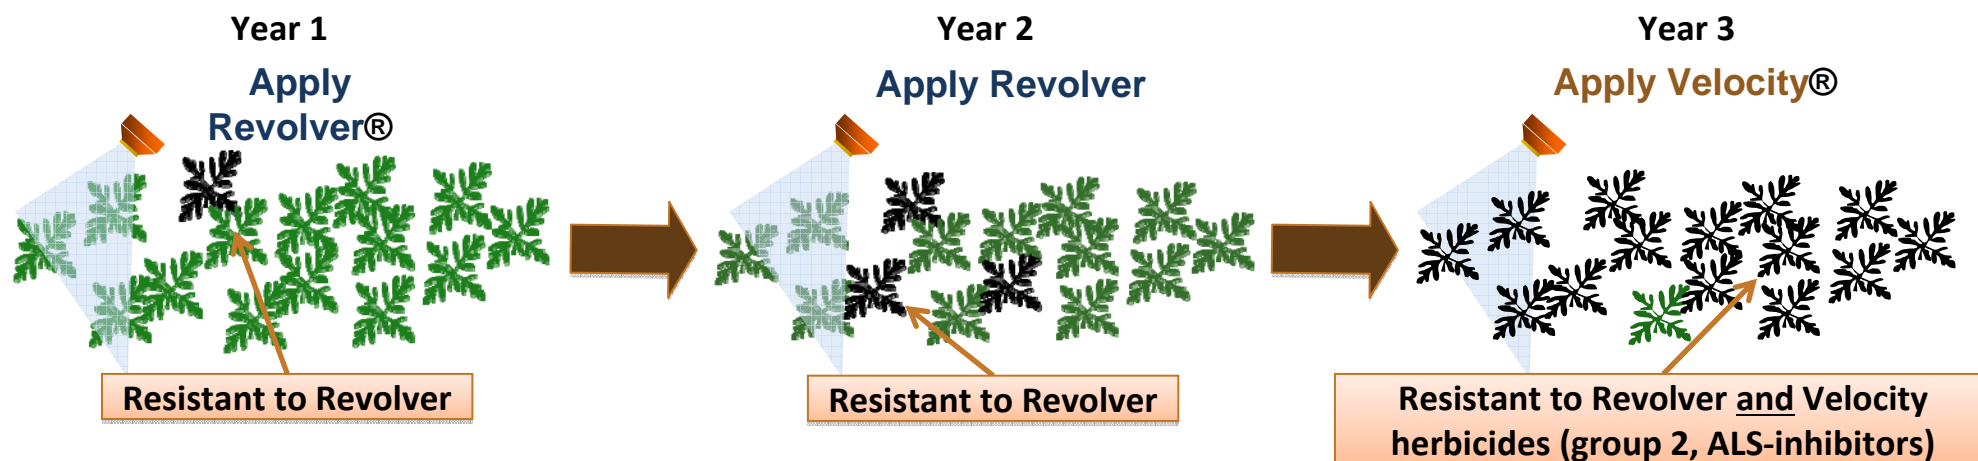 Year 1
Apply
Revolver®
Resistant to Revolver
Year 2
Apply Revolver
Resistant to Revolver
Year 3
Apply Velocity®
Resistant to Revolver and Velocity
herbicides (group 2, ALS-inhibitors)